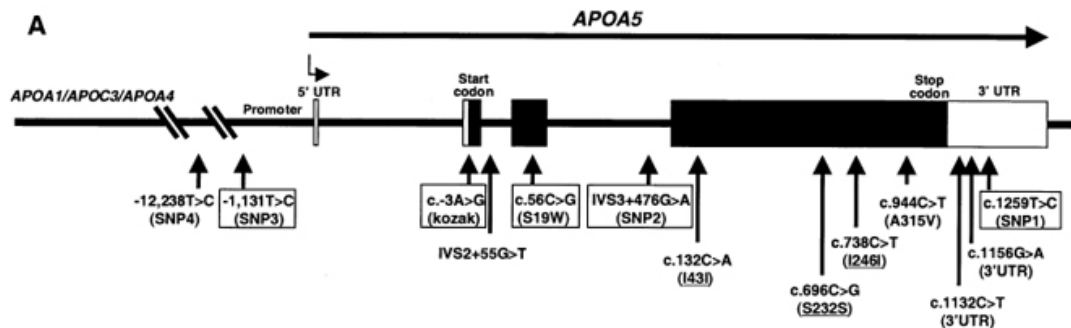 A
APOA5
APOA1/APOC3/APOA4
Promoter
5' UTR
Start
codon
Stop
codon
3' UTR
-12,238T>C
(SNP4)
-1,131T>C
(SNP3)
c.-3A>G
(kozak)
IVS2+55G>T
c.56C>G
(S19W)
IVS3+476G>A
(SNP2)
c.132C>A
(I43I)
c.696C>G
(S232S)
c.738C>T
(I246I)
c.944C>T
(A315V)
c.1132C>T
(3'UTR)
c.1156G>A
(3'UTR)
c.1259T>C
(SNP1)